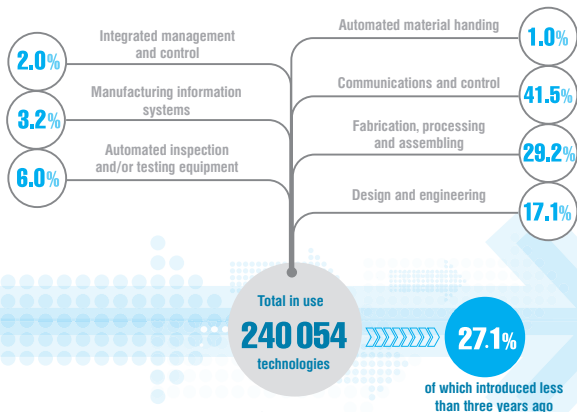 Integrated management
and control
2.0%
Manufacturing information
systems
3.2%
Automated inspection
and/or testing equipment
6.0%
Automated material handing
1.0%
Communications and control
41.5%
Fabrication, processing
and assembling
29.2%
Design and engineering
17.1%
Total in use
240 054
technologies
27.1%
of which introduced less
than three years ago